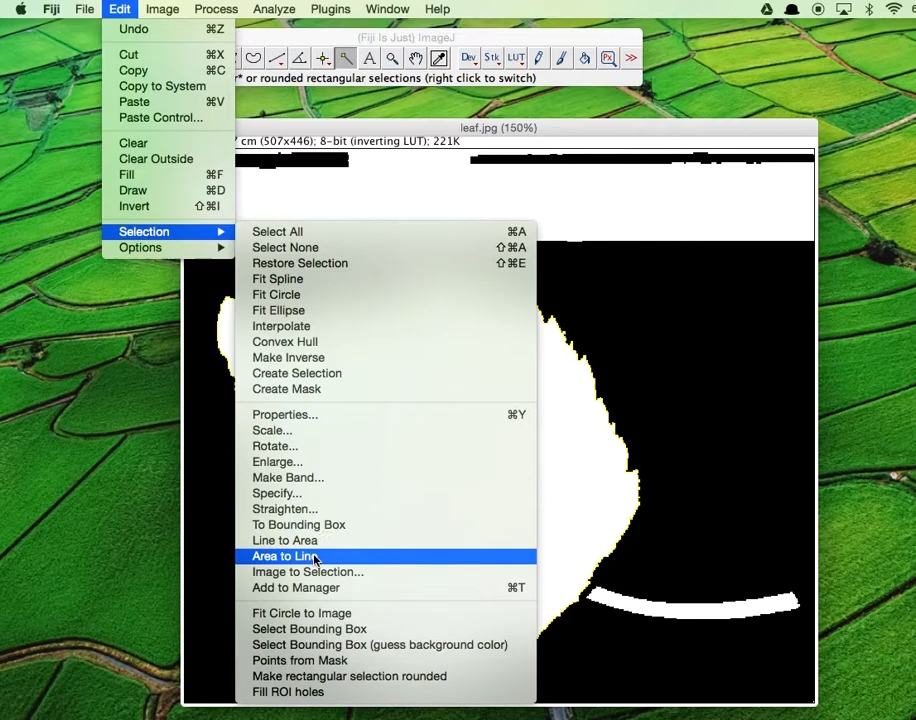 Fiji File Edit Image Process Analyze Plugins Window Help
Undo ⌘Z
Cut ⌘X
Copy ⌘C
Copy to System
Paste ⌘V
Paste Control...
Clear
Clear Outside
Fill ⌘F
Draw ⌘D
Invert ⇧⌘I
Selection
Options
(Fiji Is Just) ImageJ
A Dev Stk LUT Px >>
* or rounded rectangular selections (right click to switch)
leaf.jpg (150%)
cm (507x446); 8-bit (inverting LUT); 221K
Select All ⌘A
Select None ⇧⌘A
Restore Selection ⇧⌘E
Fit Spline
Fit Circle
Fit Ellipse
Interpolate
Convex Hull
Make Inverse
Create Selection
Create Mask
Properties... ⌘Y
Scale...
Rotate...
Enlarge...
Make Band...
Specify...
Straighten...
To Bounding Box
Line to Area
Area to Line
Image to Selection...
Add to Manager ⌘T
Fit Circle to Image
Select Bounding Box
Select Bounding Box (guess background color)
Points from Mask
Make rectangular selection rounded
Fill ROI holes